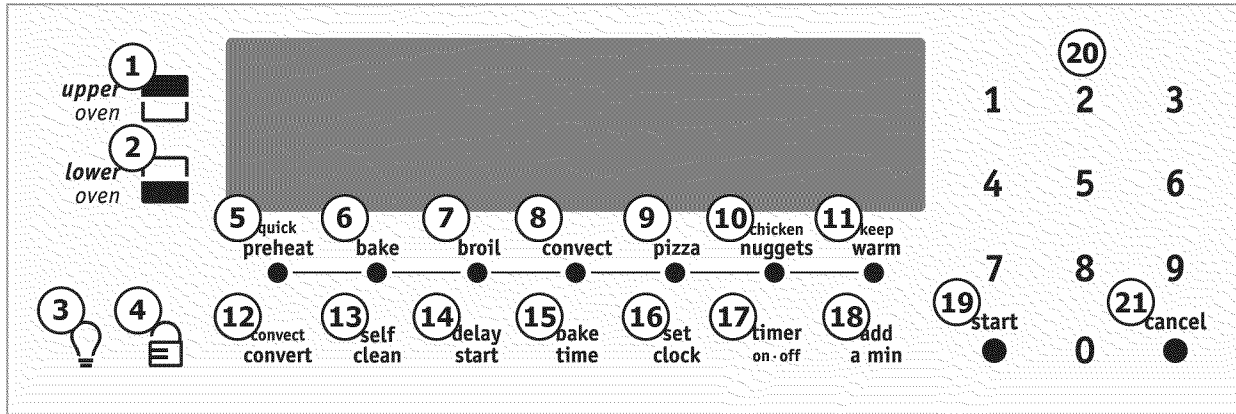 1
upper
oven
2
lower
oven
3
4
5 quick
preheat
6
bake
7
broil
8
convect
9
pizza
10 chicken
nuggets
11 keep
warm
12 convect
convert
13 self
clean
14 delay
start
15 bake
time
16 set
clock
17 timer
on · off
18 add
a min
20
1 2 3
4 5 6
7 8 9
19 start
0
21 cancel